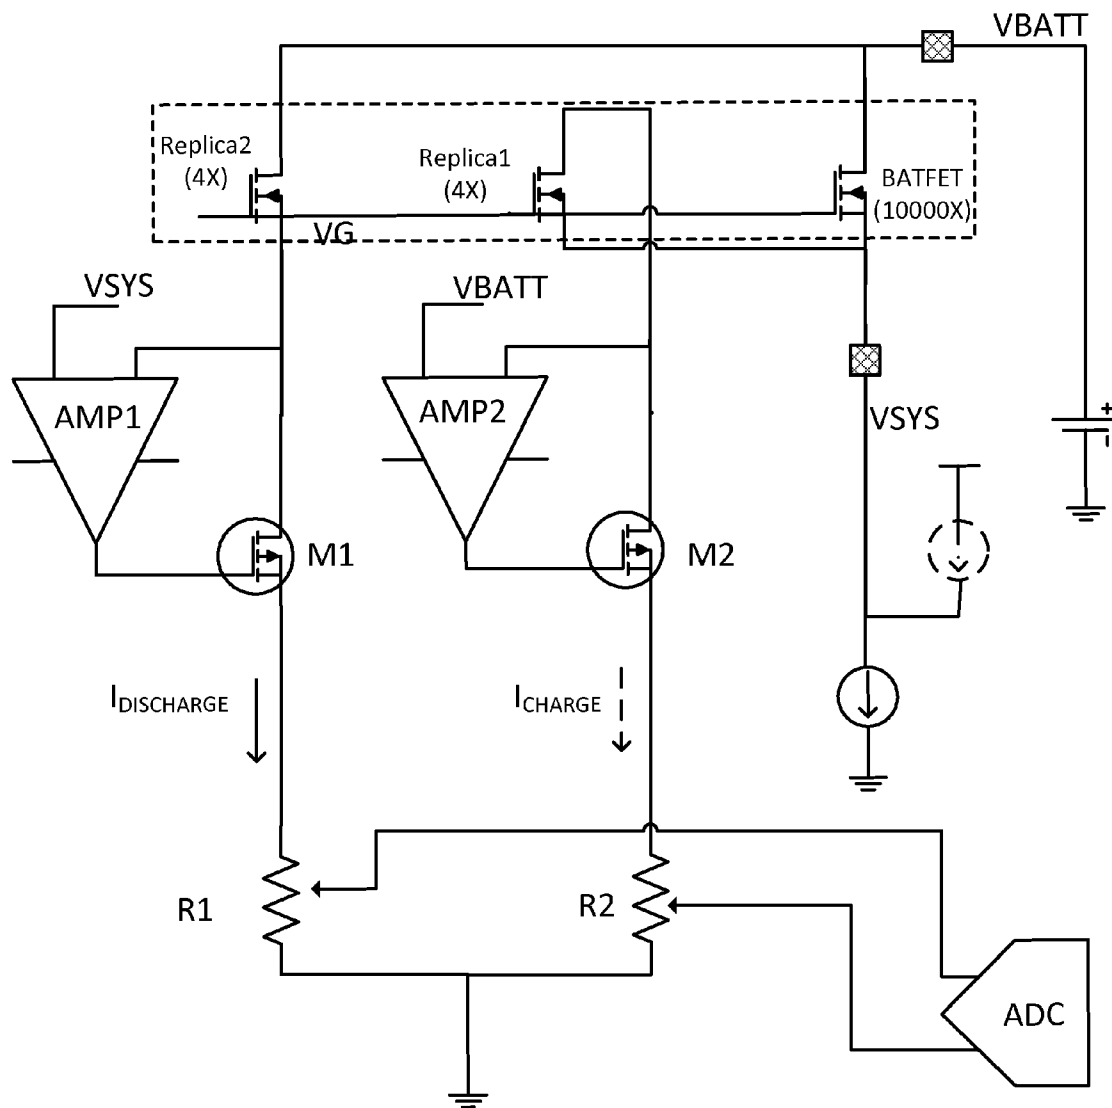 VBATT
Replica2
(4X)
Replica1
(4X)
BATFET
(10000X)
VG
VSYS
VBATT
AMP1
AMP2
VSYS
+
-
M1
M2
IDISCHARGE
ICHARGE
R1
R2
ADC